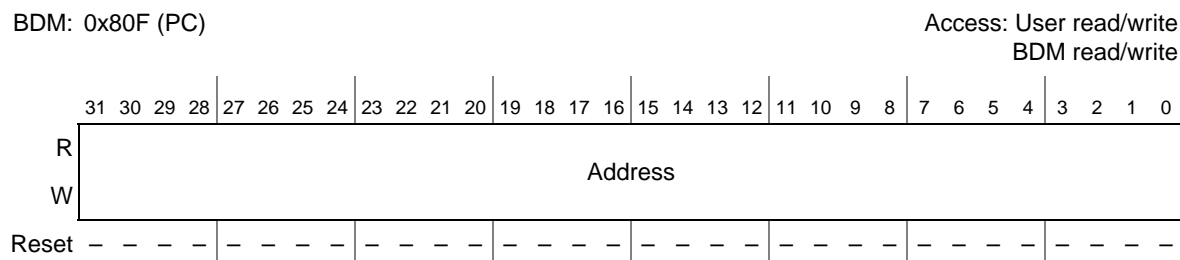 BDM: 0x80F (PC) Access: User read/write
BDM read/write
31 30 29 28 27 26 25 24 23 22 21 20 19 18 17 16 15 14 13 12 11 10 9 8 7 6 5 4 3 2 1 0
R
Address
W
Reset – – – – – – – – – – – – – – – – – – – – – – – – – – – – – – – –